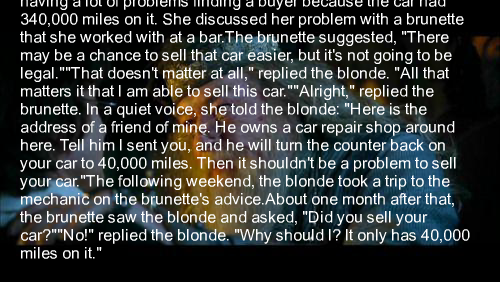 having a lot of problems finding a buyer because the car had
340,000 miles on it. She discussed her problem with a brunette
that she worked with at a bar.The brunette suggested, "There
may be a chance to sell that car easier, but it's not going to be
legal.""That doesn't matter at all," replied the blonde. "All that
matters it that I am able to sell this car.""Alright," replied the
brunette. In a quiet voice, she told the blonde: "Here is the
address of a friend of mine. He owns a car repair shop around
here. Tell him I sent you, and he will turn the counter back on
your car to 40,000 miles. Then it shouldn't be a problem to sell
your car."The following weekend, the blonde took a trip to the
mechanic on the brunette's advice.About one month after that,
the brunette saw the blonde and asked, "Did you sell your
car?""No!" replied the blonde. "Why should I? It only has 40,000
miles on it."